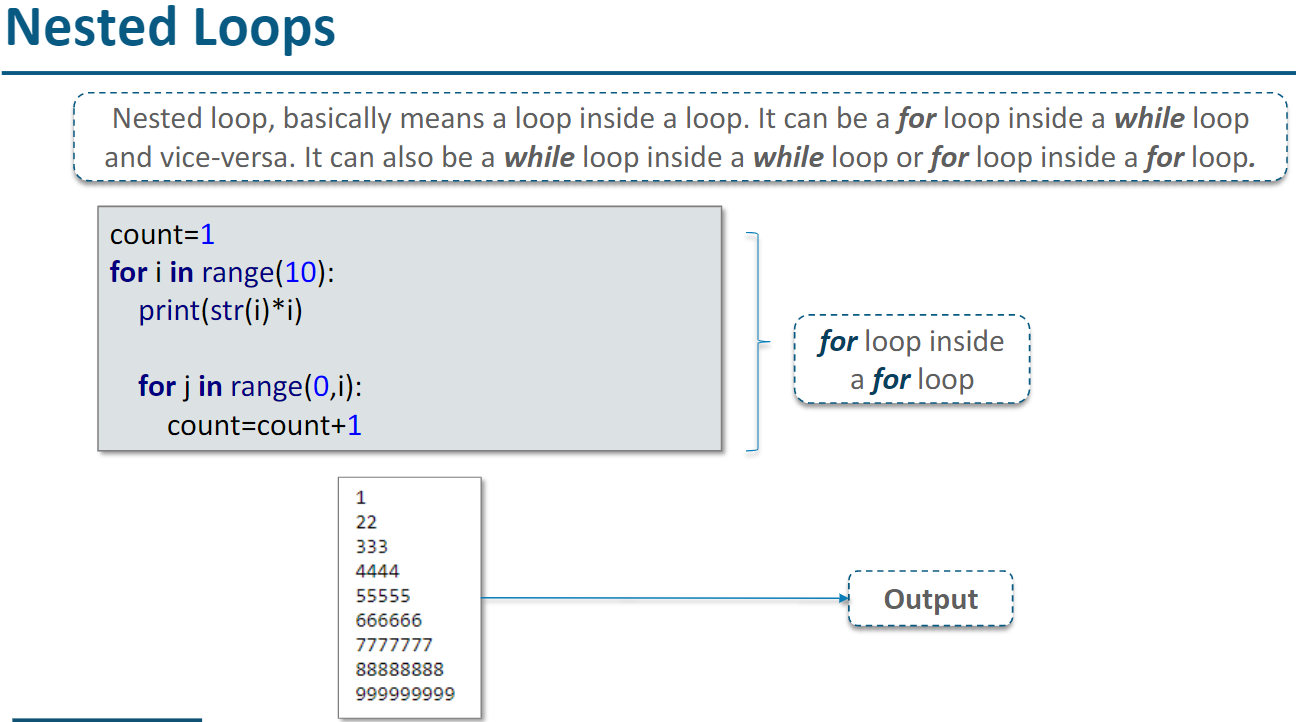 Nested Loops
Nested loop, basically means a loop inside a loop. It can be a for loop inside a while loop
and vice-versa. It can also be a while loop inside a while loop or for loop inside a for loop.
count=1
for i in range(10):
    print(str(i)*i)

    for j in range(0,i):
        count=count+1
for loop inside
a for loop
1
22
333
4444
55555
666666
7777777
88888888
999999999
Output